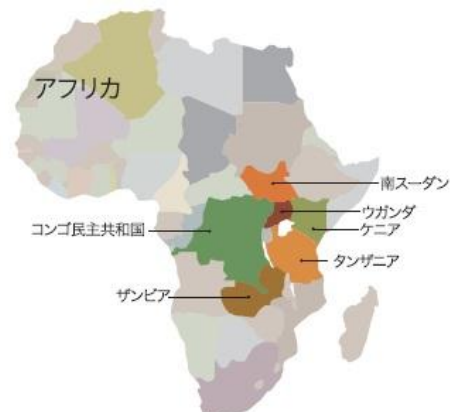 アフリカ
南スーダン
ウガンダ
コンゴ民主共和国
ケニア
タンザニア
ザンビア